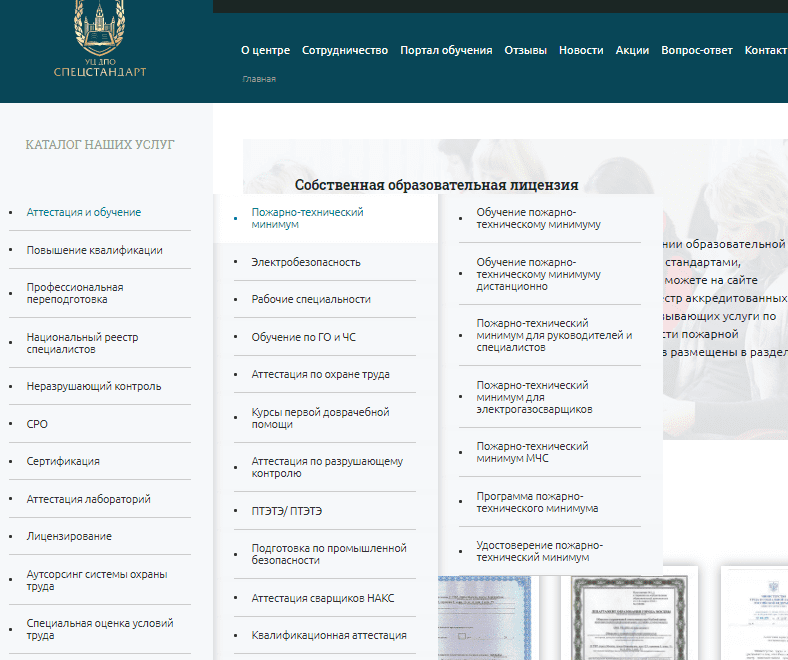 УЦ ДПО
СПЕЦСТАНДАРТ
О центре
Сотрудничество
Портал обучения
Отзывы
Новости
Акции
Вопрос-ответ
Контакт
Главная
КАТАЛОГ НАШИХ УСЛУГ
Аттестация и обучение
Повышение квалификации
Профессиональная
переподготовка
Национальный реестр
специалистов
Неразрушающий контроль
СРО
Сертификация
Аттестация лабораторий
Лицензирование
Аутсорсинг системы охраны
труда
Специальная оценка условий
труда
Собственная образовательная лицензия
Пожарно-технический
минимум
Электробезопасность
Рабочие специальности
Обучение по ГО и ЧС
Аттестация по охране труда
Курсы первой доврачебной
помощи
Аттестация по разрушающему
контролю
ПТЭТЭ/ ПТЭТЭ
Подготовка по промышленной
безопасности
Аттестация сварщиков НАКС
Квалификационная аттестация
Обучение пожарно-
техническому минимуму
Обучение пожарно-
техническому минимуму
дистанционно
Пожарно-технический
минимум для руководителей и
специалистов
Пожарно-технический
минимум для
электрогазосварщиков
Пожарно-технический
минимум МЧС
Программа пожарно-
технического минимума
Удостоверение пожарно-
технический минимум
нии образовательной
стандартами,
можете на сайте
естр аккредитованных
зывающих услуги по
сти пожарной
в размещены в раздел
ДЕПАРТАМЕНТ ОБРАЗОВАНИЯ ГОРОДА МОСКВЫ